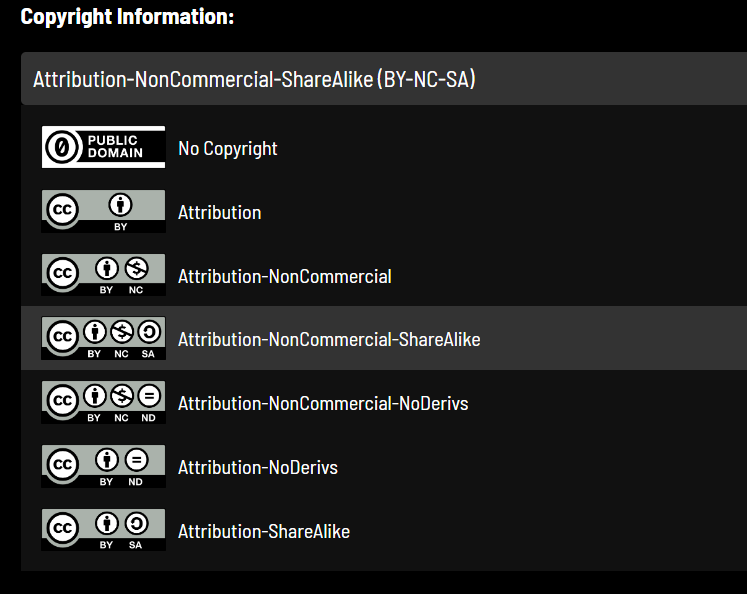 Copyright Information:
Attribution-NonCommercial-ShareAlike (BY-NC-SA)
0 PUBLIC DOMAIN No Copyright
cc BY Attribution
cc $ BY NC Attribution-NonCommercial
cc $ BY NC SA Attribution-NonCommercial-ShareAlike
cc $ = BY NC ND Attribution-NonCommercial-NoDerivs
cc = BY ND Attribution-NoDerivs
cc BY SA Attribution-ShareAlike